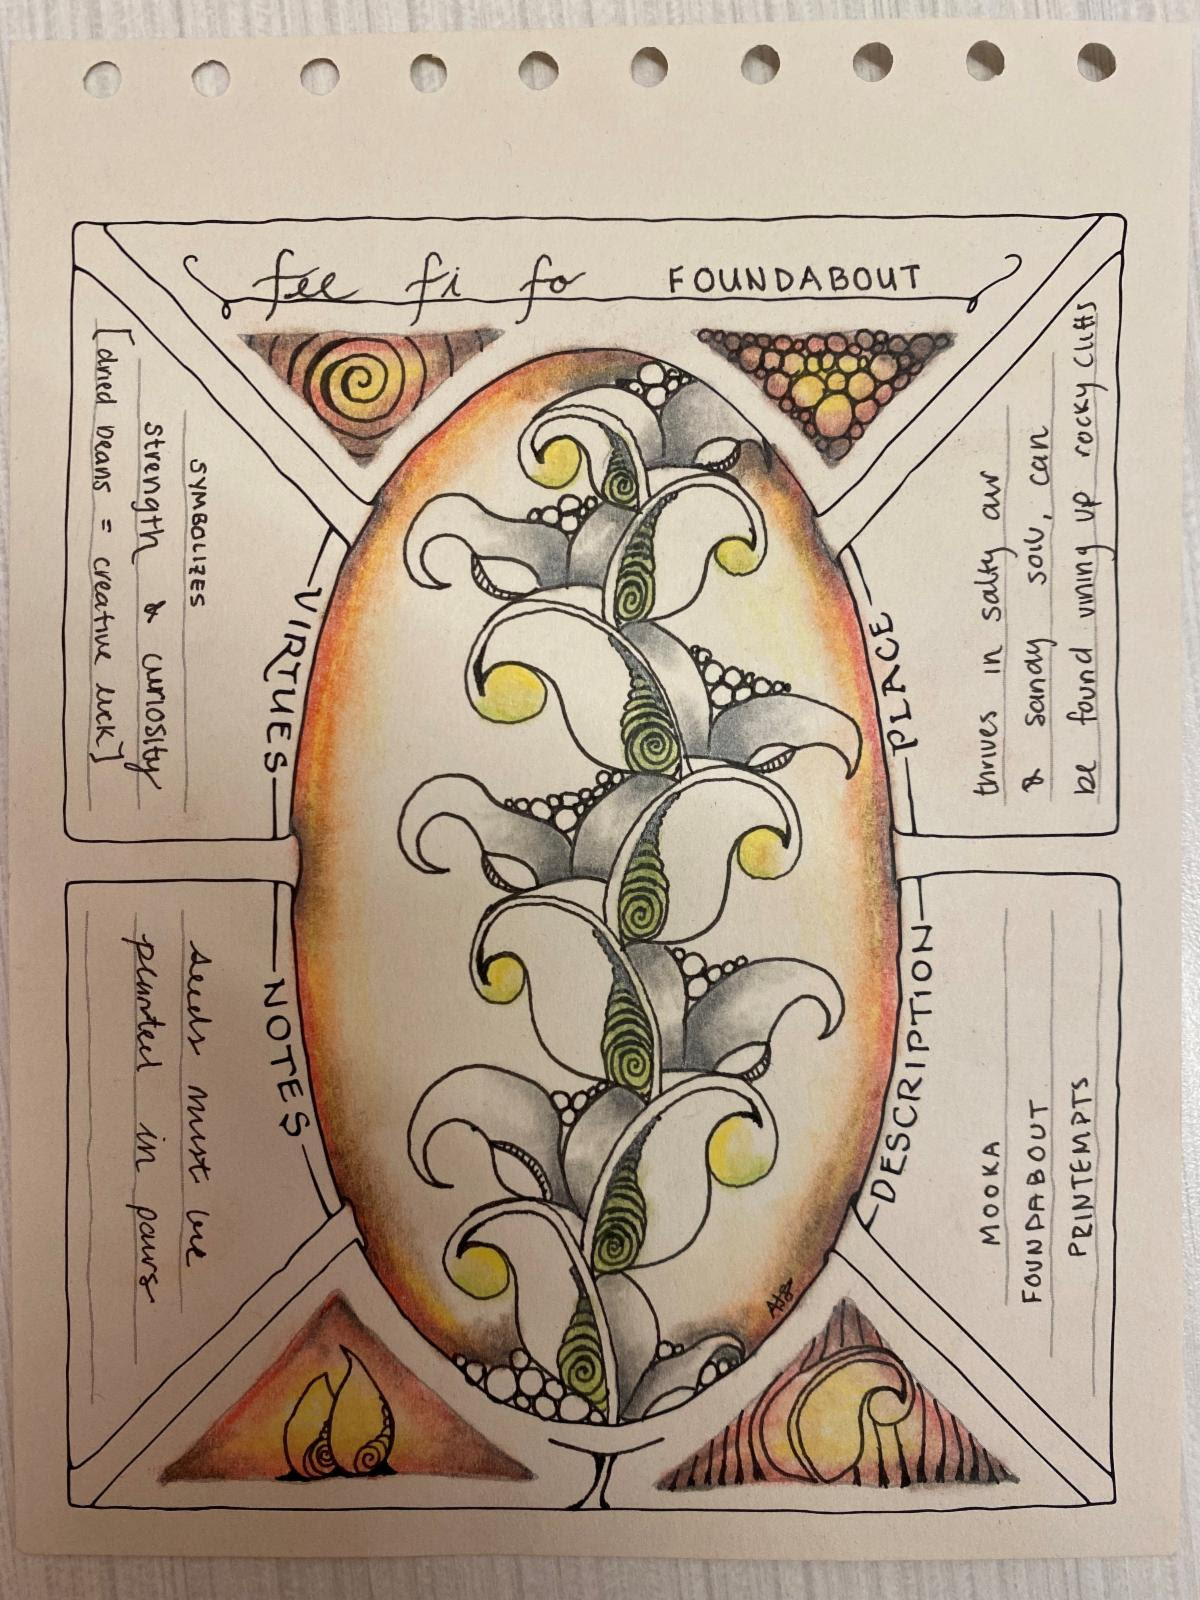 fee fi fo FOUNDABOUT
VIRTUES
SYMBOLIZES
strength & curiosity
[dried beans = creative luck]
PLACE
thrives in salty air
& sandy soil, can
be found vining up rocky cliffs
NOTES
seeds must be
planted in pairs
DESCRIPTION
MOOKA
FOUNDABOUT
PRINTEMPTS